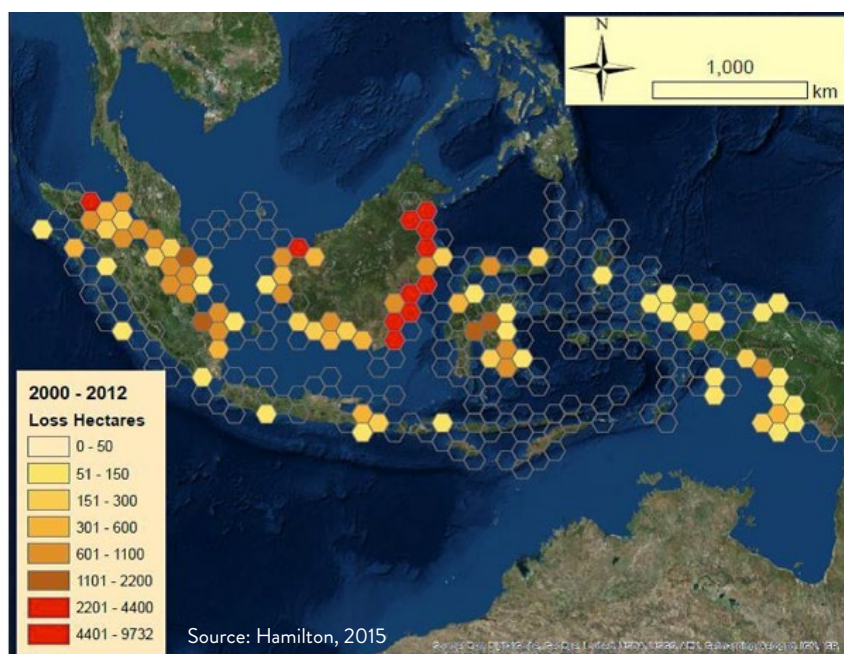 N
1,000
km
2000 - 2012
Loss Hectares
0 - 50
51 - 150
151 - 300
301 - 600
601 - 1100
1101 - 2200
2201 - 4400
4401 - 9732
Source: Hamilton, 2015